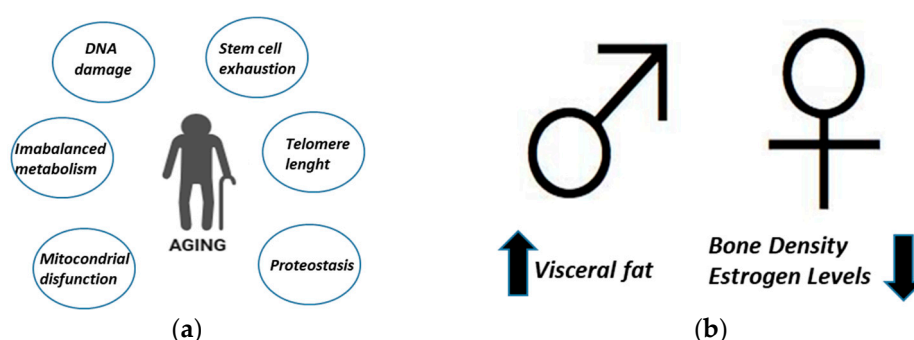 DNA
damage
Stem cell
exhaustion
Imabalanced
metabolism
Telomere
lenght
AGING
Mitocondrial
disfunction
Proteostasis
(a)
Visceral fat
Bone Density
Estrogen Levels
(b)